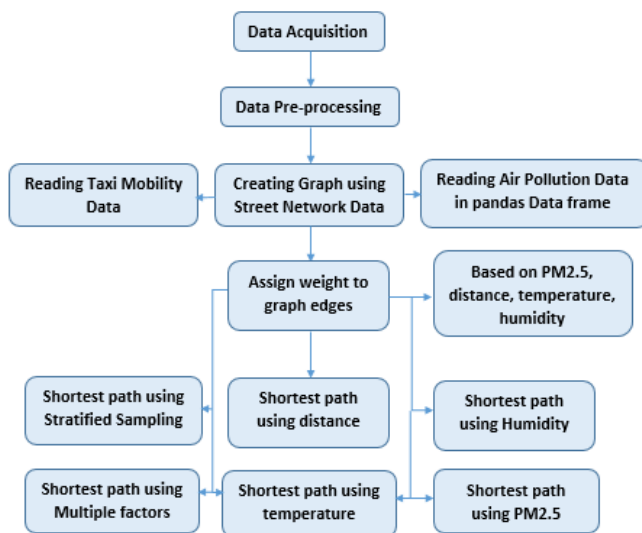 Data Acquisition
Data Pre-processing
Reading Taxi Mobility
Data
Creating Graph using
Street Network Data
Reading Air Pollution Data
in pandas Data frame
Assign weight to
graph edges
Based on PM2.5,
distance, temperature,
humidity
Shortest path using
Stratified Sampling
Shortest path
using distance
Shortest path
using Humidity
Shortest path using
Multiple factors
Shortest path using
temperature
Shortest path
using PM2.5